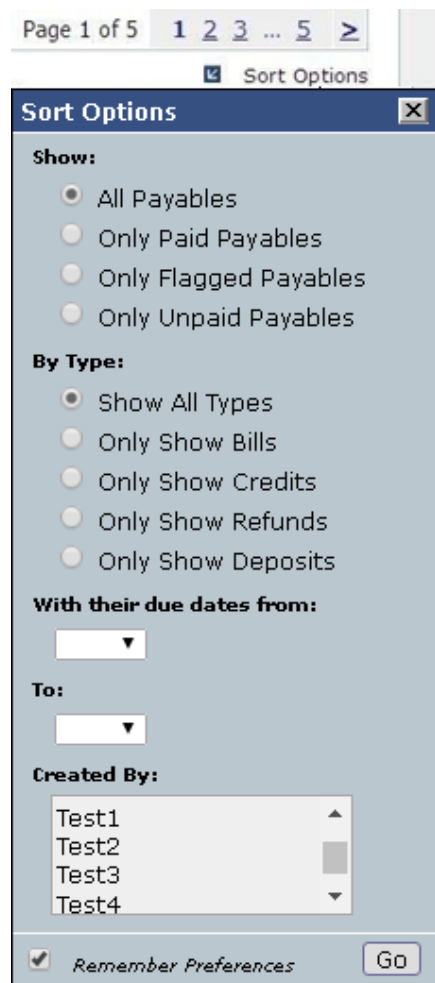 Page 1 of 5 1 2 3 ... 5 >
Sort Options
Sort Options
Show:
All Payables
Only Paid Payables
Only Flagged Payables
Only Unpaid Payables
By Type:
Show All Types
Only Show Bills
Only Show Credits
Only Show Refunds
Only Show Deposits
With their due dates from:
To:
Created By:
Test1
Test2
Test3
Test4
Remember Preferences Go